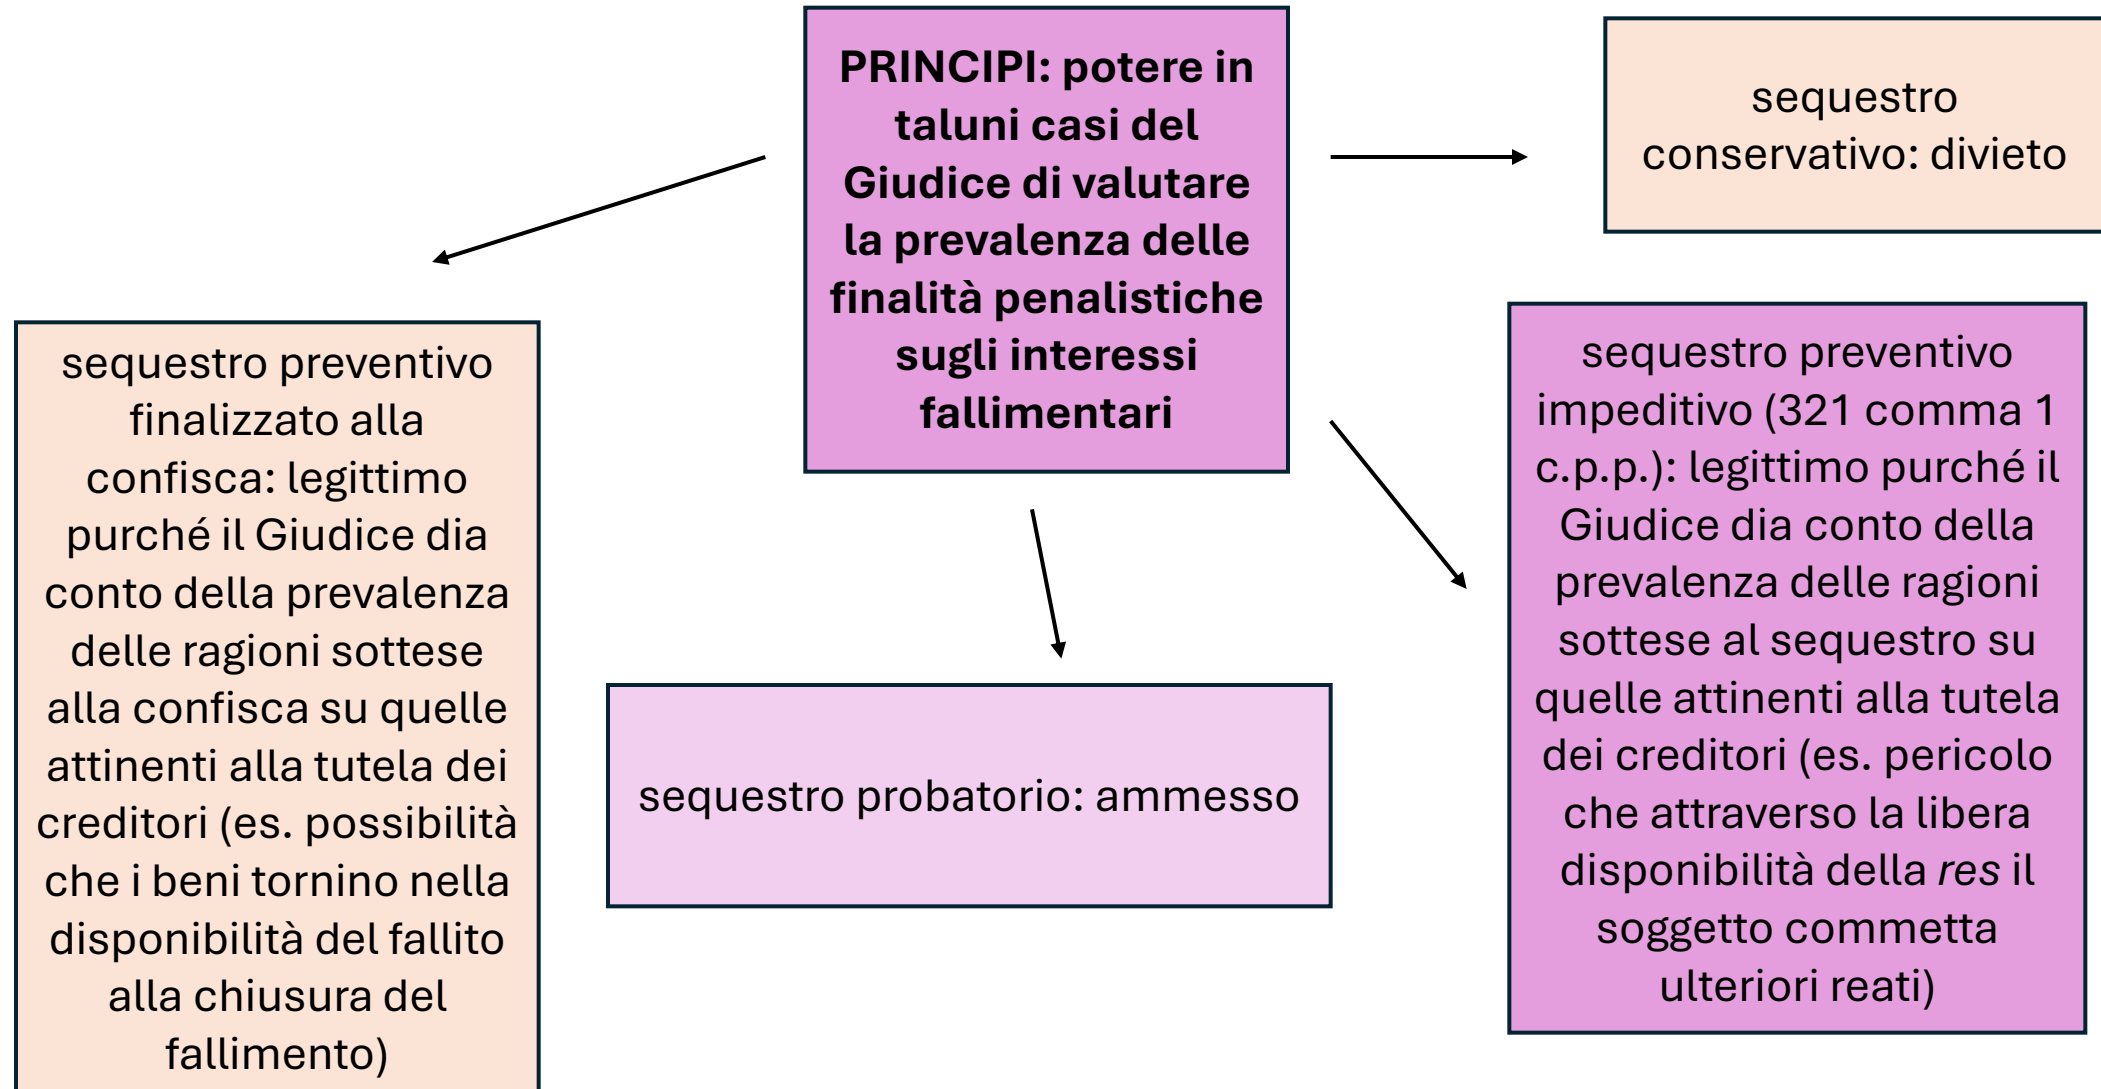 PRINCIPI: potere in
taluni casi del
Giudice di valutare
la prevalenza delle
finalità penalistiche
sugli interessi
fallimentari
sequestro
conservativo: divieto
sequestro preventivo
finalizzato alla
confisca: legittimo
purché il Giudice dia
conto della prevalenza
delle ragioni sottese
alla confisca su quelle
attinenti alla tutela dei
creditori (es. possibilità
che i beni tornino nella
disponibilità del fallito
alla chiusura del
fallimento)
sequestro probatorio: ammesso
sequestro preventivo
impeditivo (321 comma 1
c.p.p.): legittimo purché il
Giudice dia conto della
prevalenza delle ragioni
sottese al sequestro su
quelle attinenti alla tutela
dei creditori (es. pericolo
che attraverso la libera
disponibilità della res il
soggetto commetta
ulteriori reati)